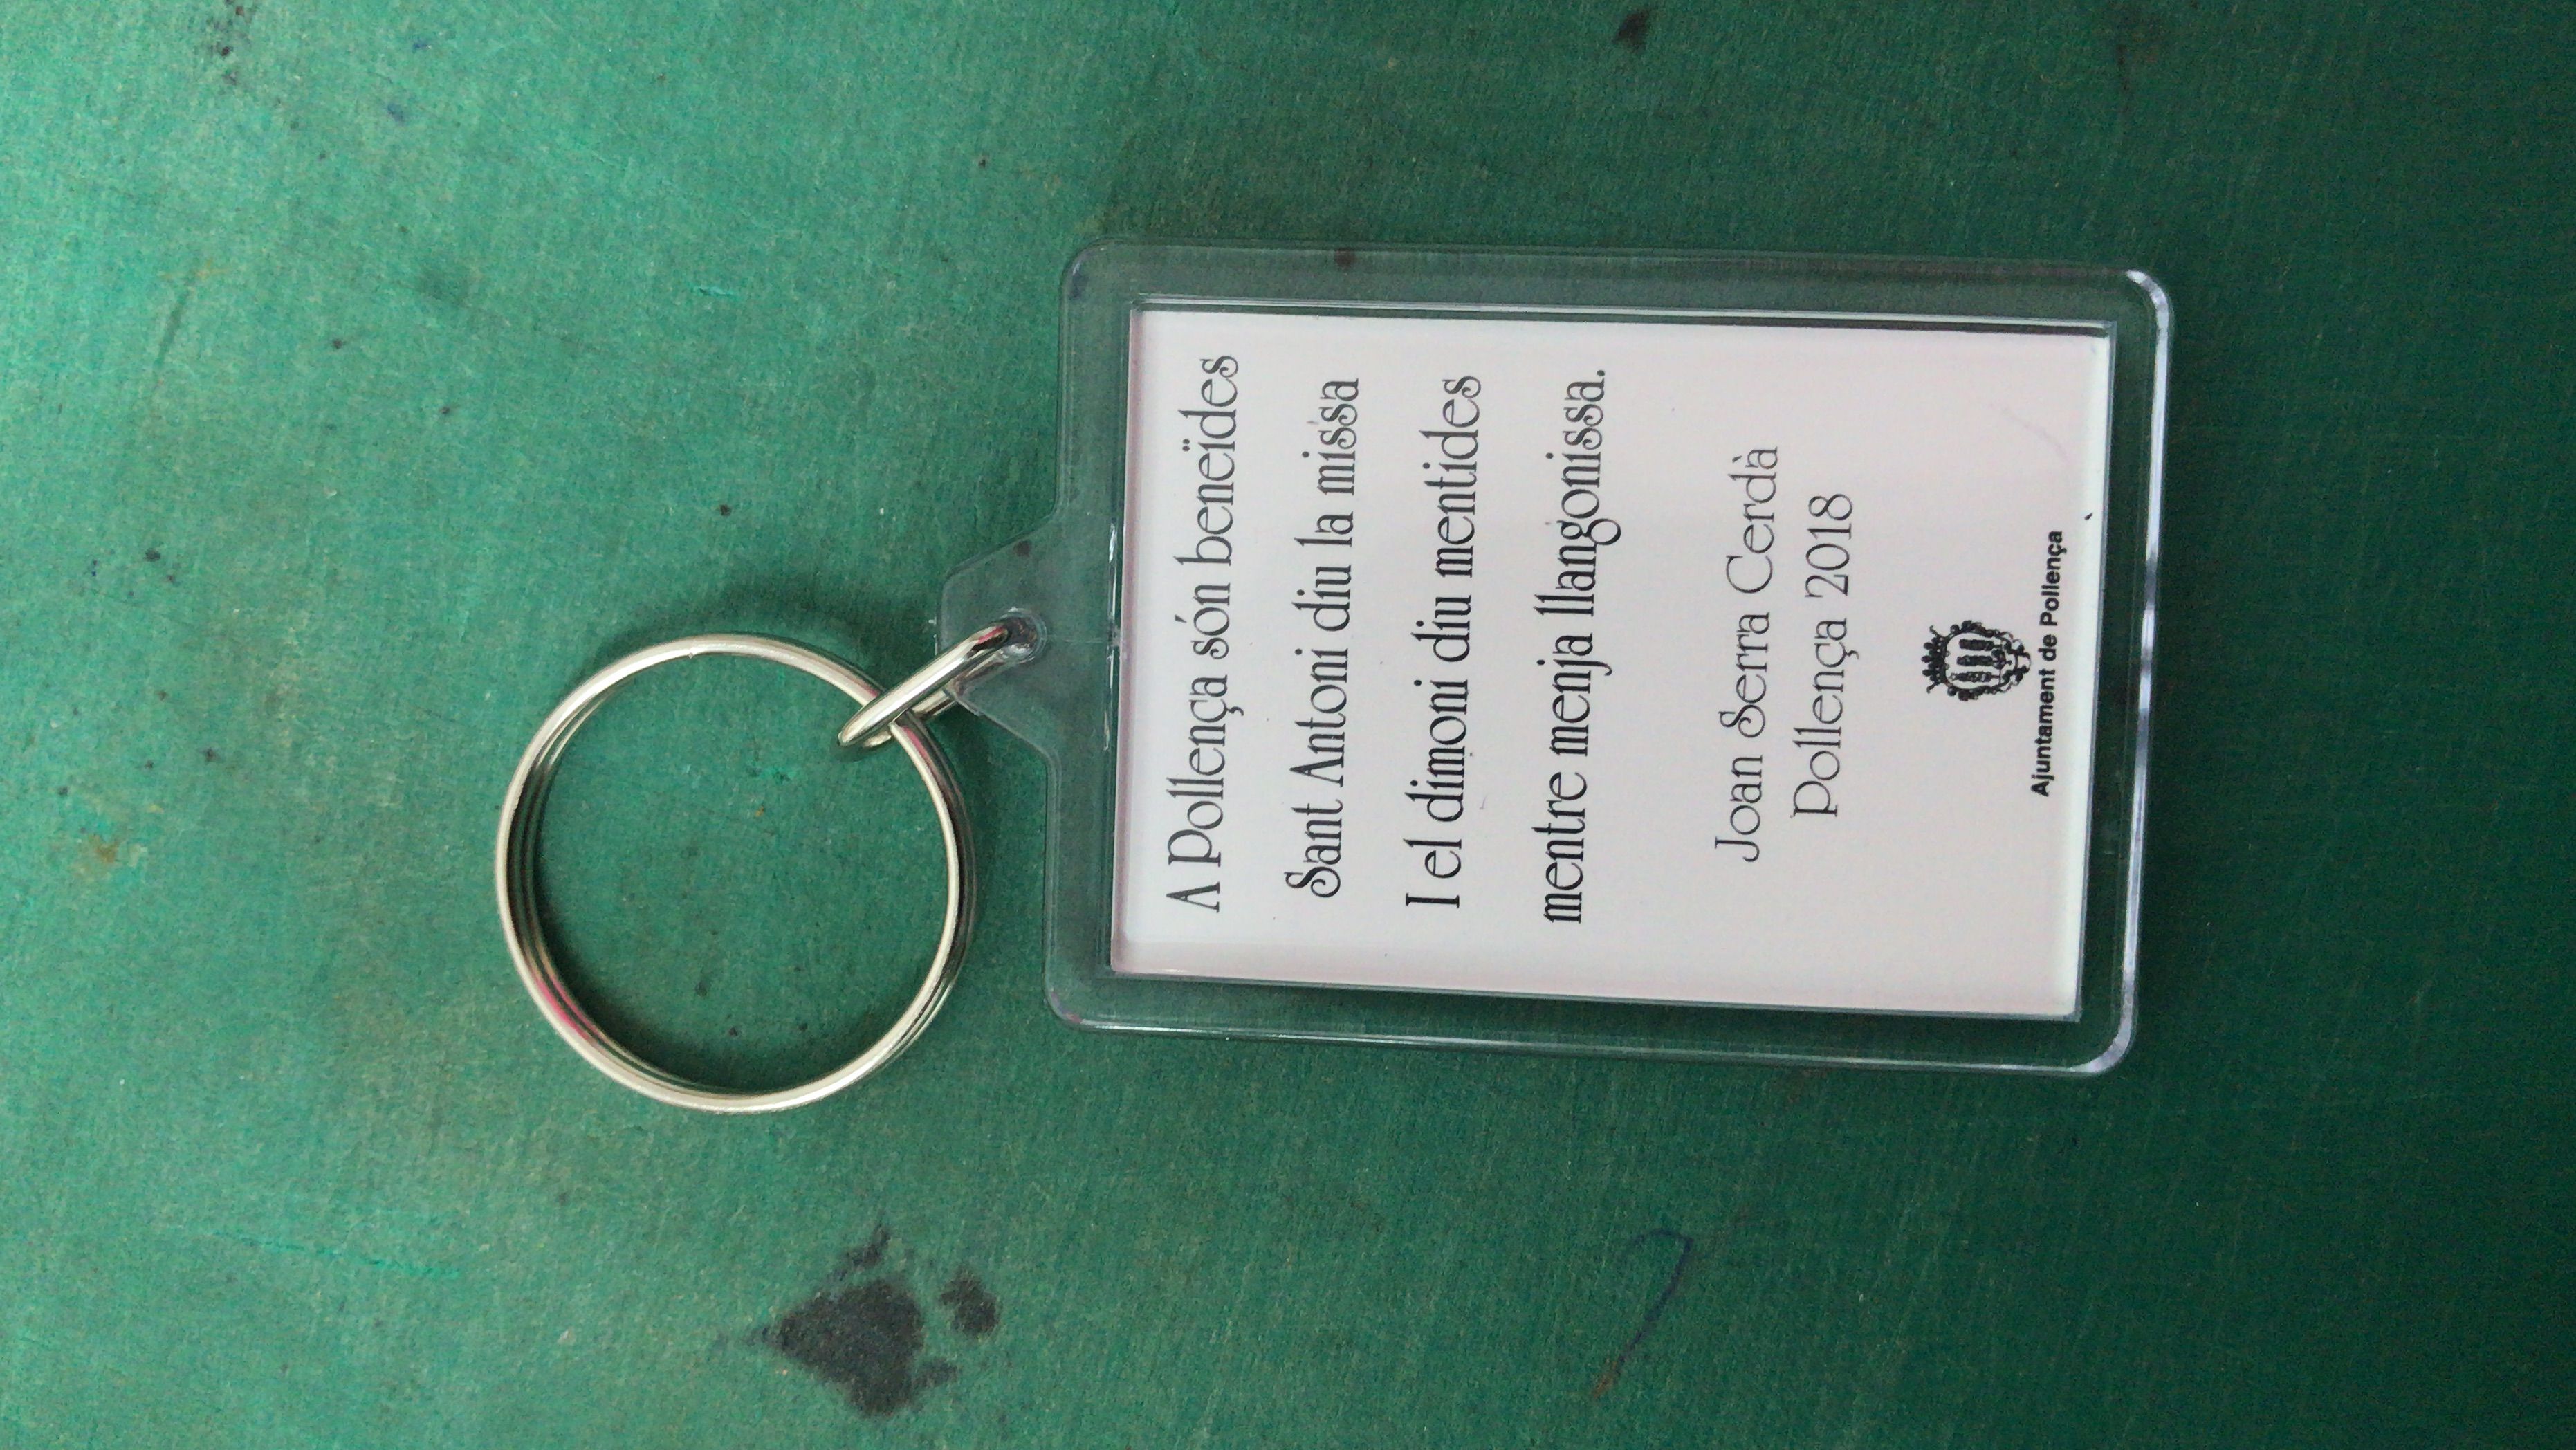 A Pollença són beneïdes
Sant Antoni diu la missa
I el dimoni diu mentides
mentre menja llangonissa.
Joan Serra Cerdà
Pollença 2018
Ajuntament de Pollença